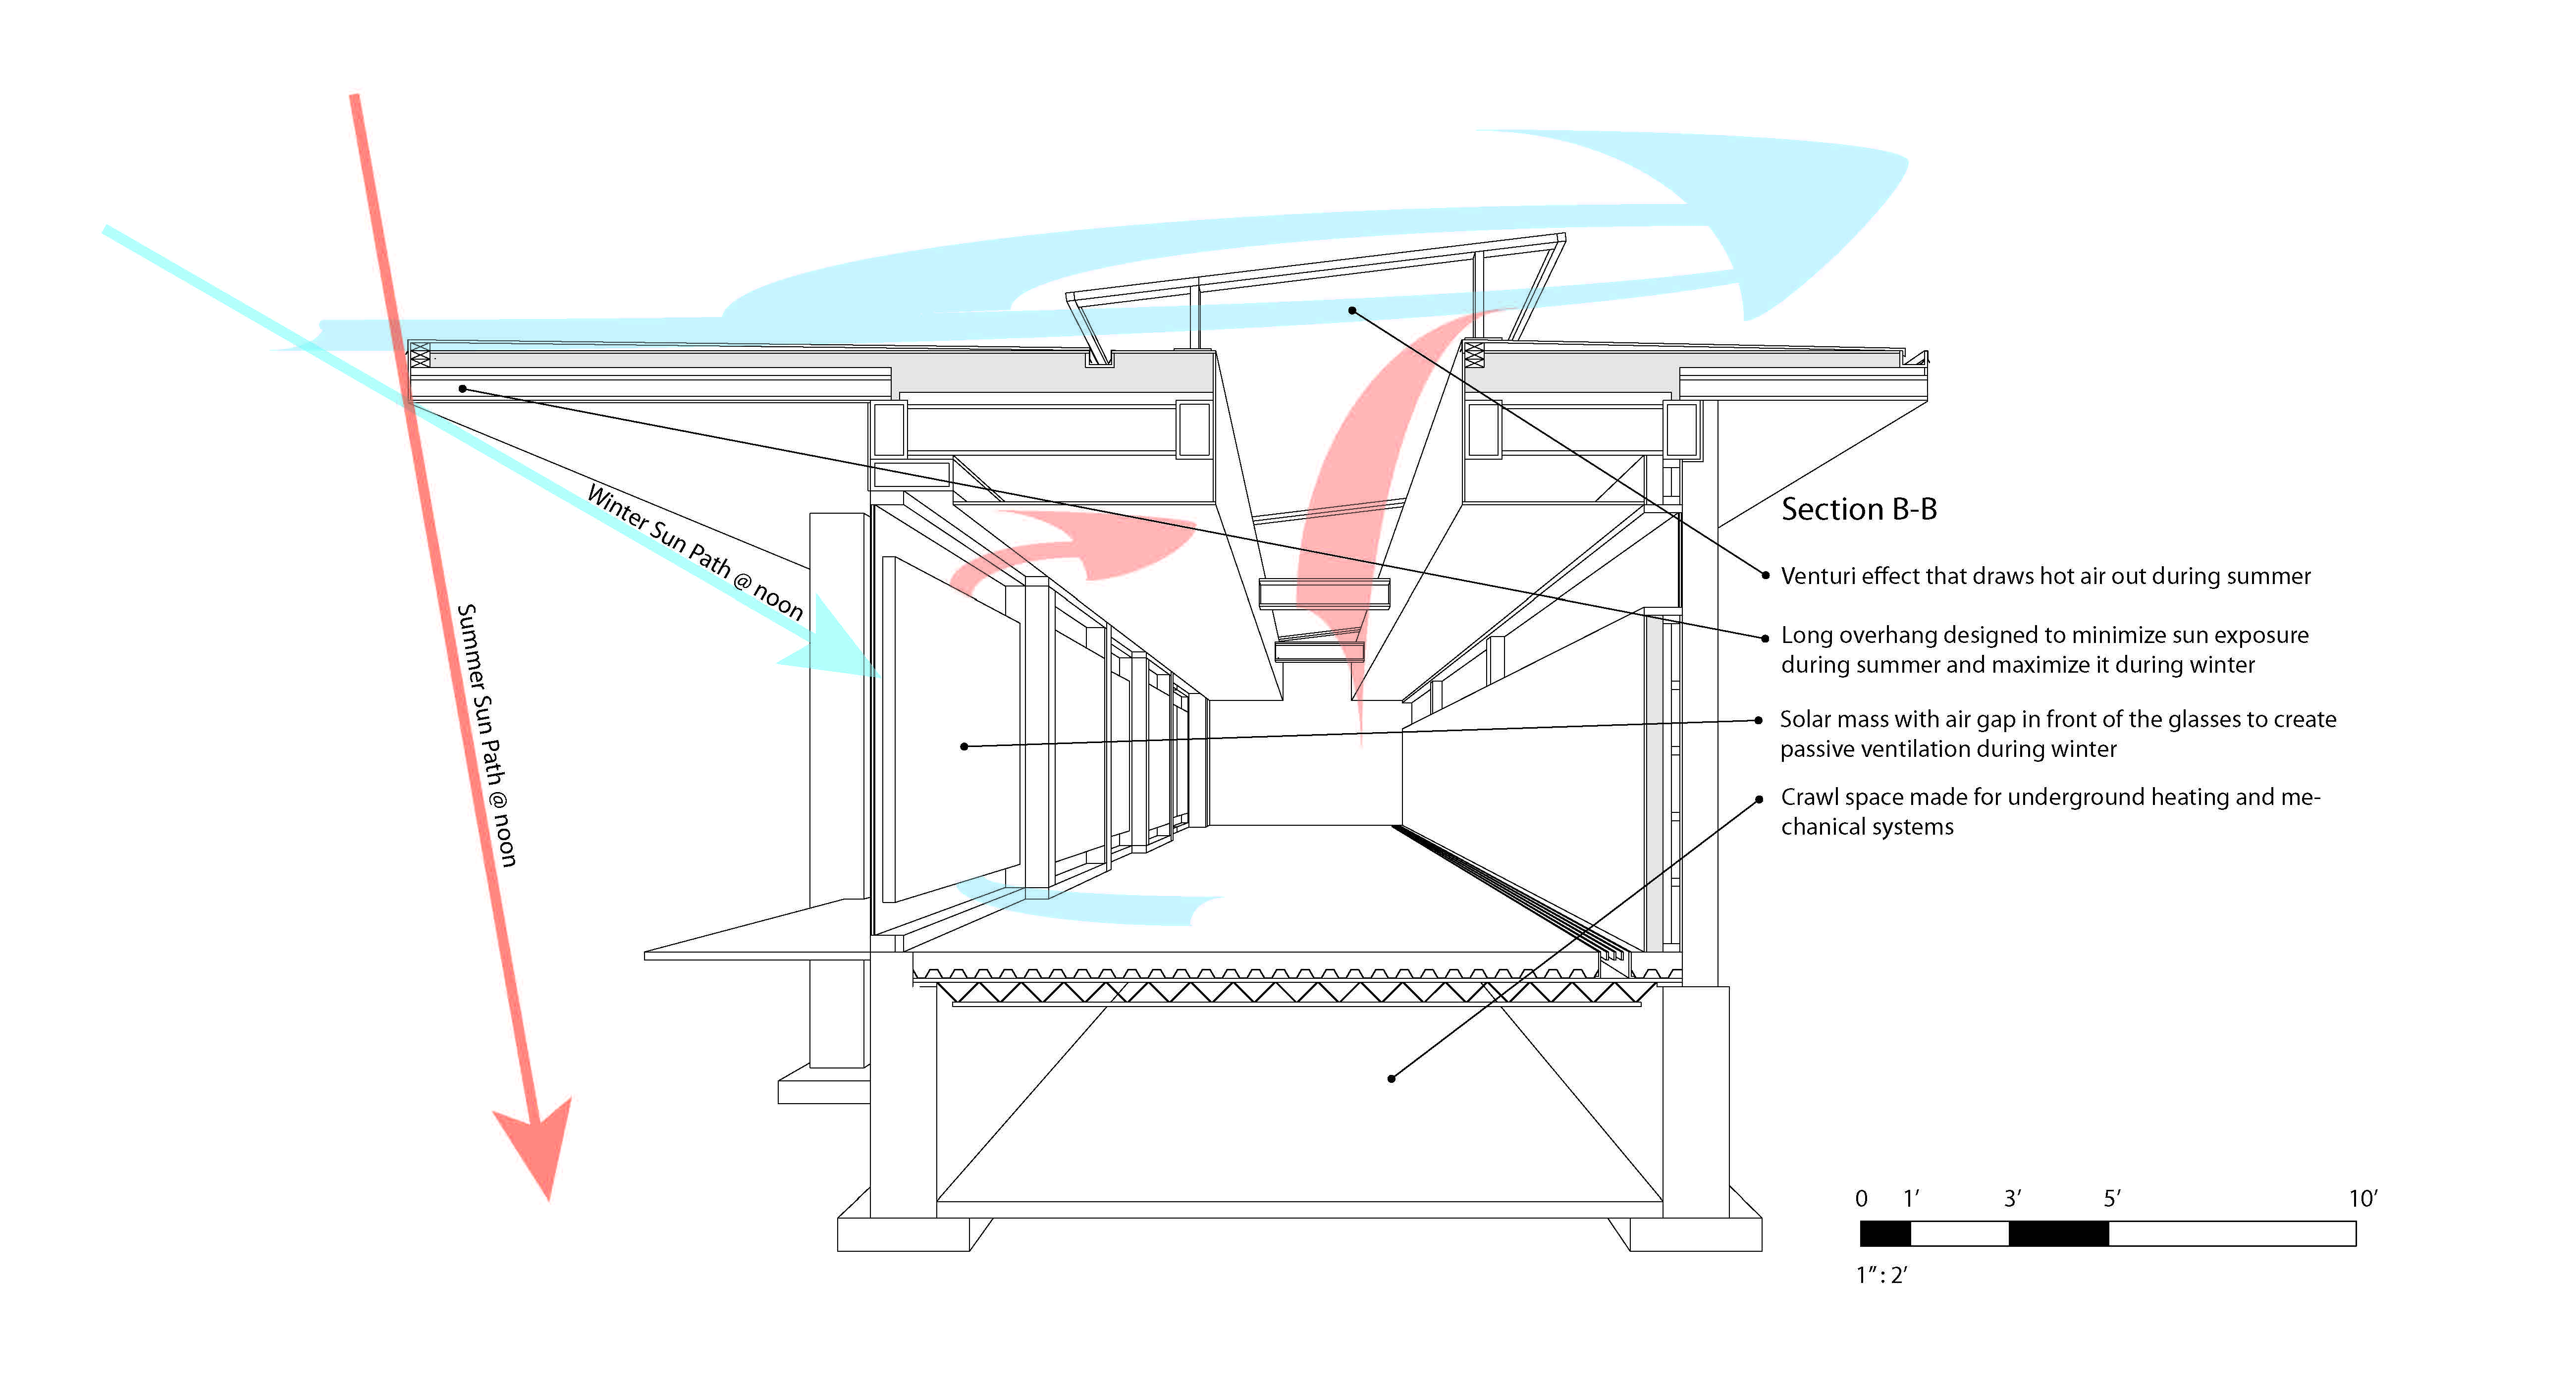 Winter Sun Path @ noon
Summer Sun Path @ noon
Section B-B
Venturi effect that draws hot air out during summer
Long overhang designed to minimize sun exposure
during summer and maximize it during winter
Solar mass with air gap in front of the glasses to create
passive ventilation during winter
Crawl space made for underground heating and me-
chanical systems
0 1’ 3’ 5’ 10’
1” : 2’